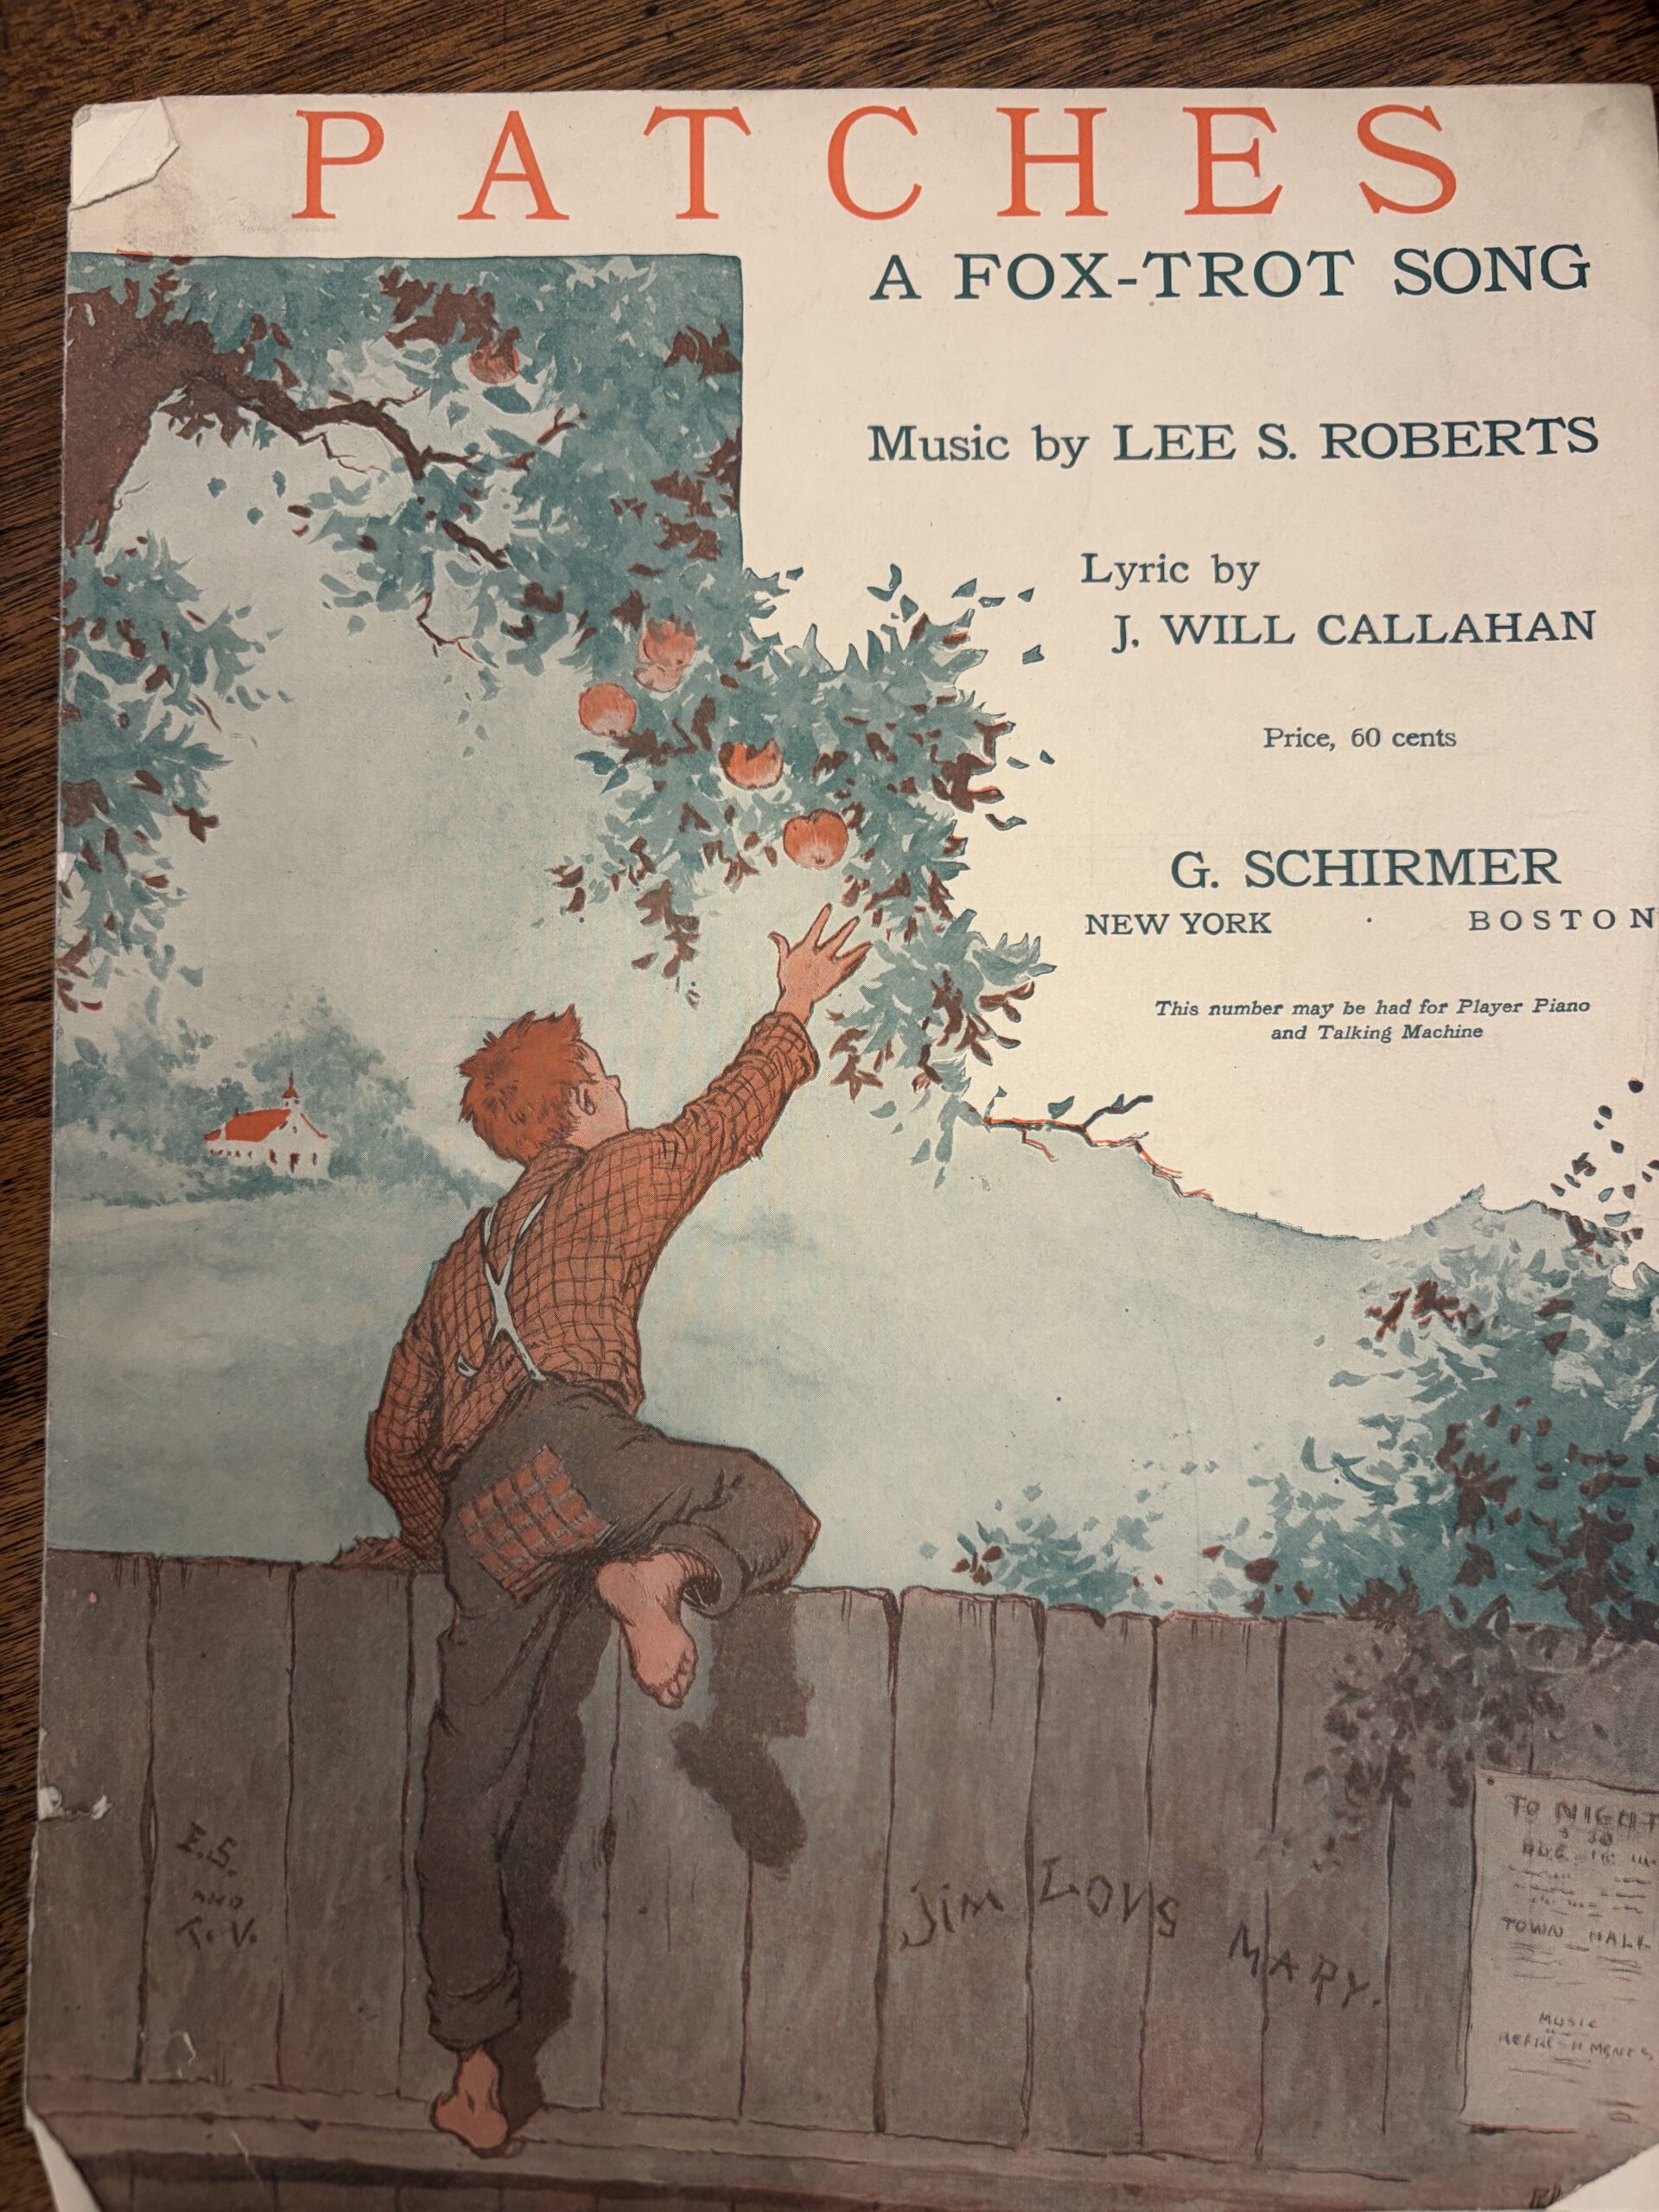 PATCHES
A FOX-TROT SONG
Music by LEE S. ROBERTS
Lyric by
J. WILL CALLAHAN
Price, 60 cents
G. SCHIRMER
NEW YORK · BOSTON
This number may be had for Player Piano
and Talking Machine
E.S.
AND
T.V.
Jim LOVS MARY.
TO NIGHT
TOWN HALL
MUSIC
REFRESHMENTS